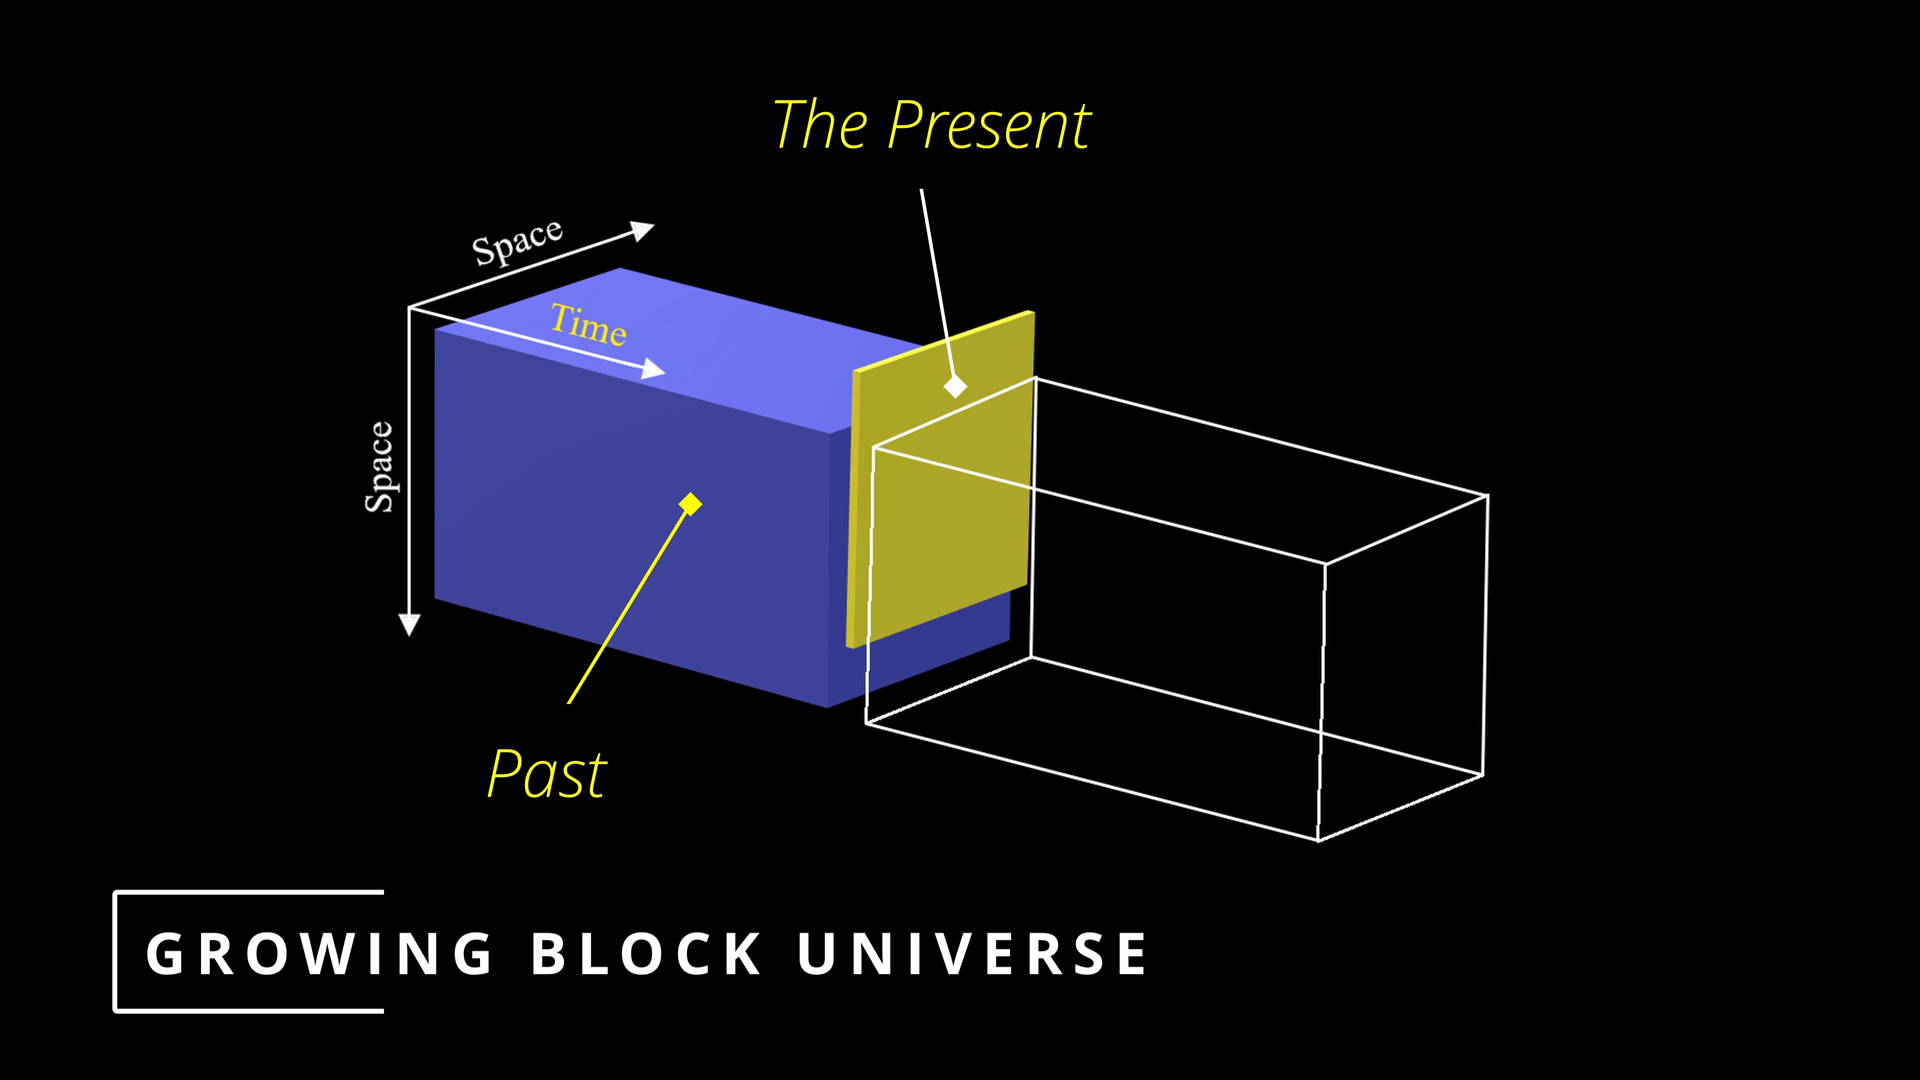 The Present
Space
Time
Space
Past
GROWING BLOCK UNIVERSE